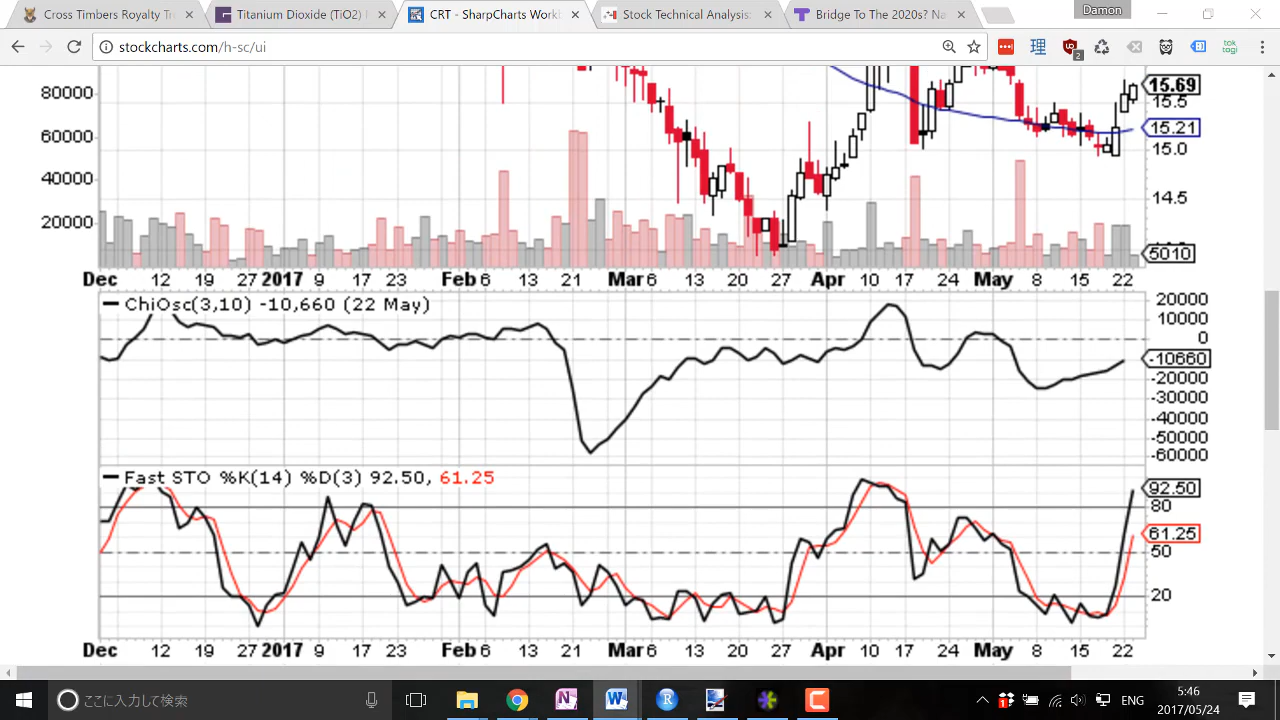 Damon
Cross Timbers Royalty T
Titanium Dioxide (TiO2) I
CRT - SharpCharts Work
Stock Technical Analysis
Bridge to The 2020s? Na
stockcharts.com/h-sc/ui
2
理
tok
80000
60000
40000
20000
15.69
15.5
15.21
15.0
14.5
5010
Dec 12 19 27 2017 9 17 23 Feb 6 13 21 Mar 6 13 20 27 Apr 10 17 24 May 8 15 22
ChiOsc(3,10) -10,660 (22 May)
20000
10000
0
-10660
-20000
-30000
-40000
-50000
-60000
Fast STO %K(14) %D(3) 92.50, 61.25
92.50
80
61.25
50
20
Dec 12 19 27 2017 9 17 23 Feb 6 13 21 Mar 6 13 20 27 Apr 10 17 24 May 8 15 22
ここに入力して検索
1
ENG
5:46
2017/05/24